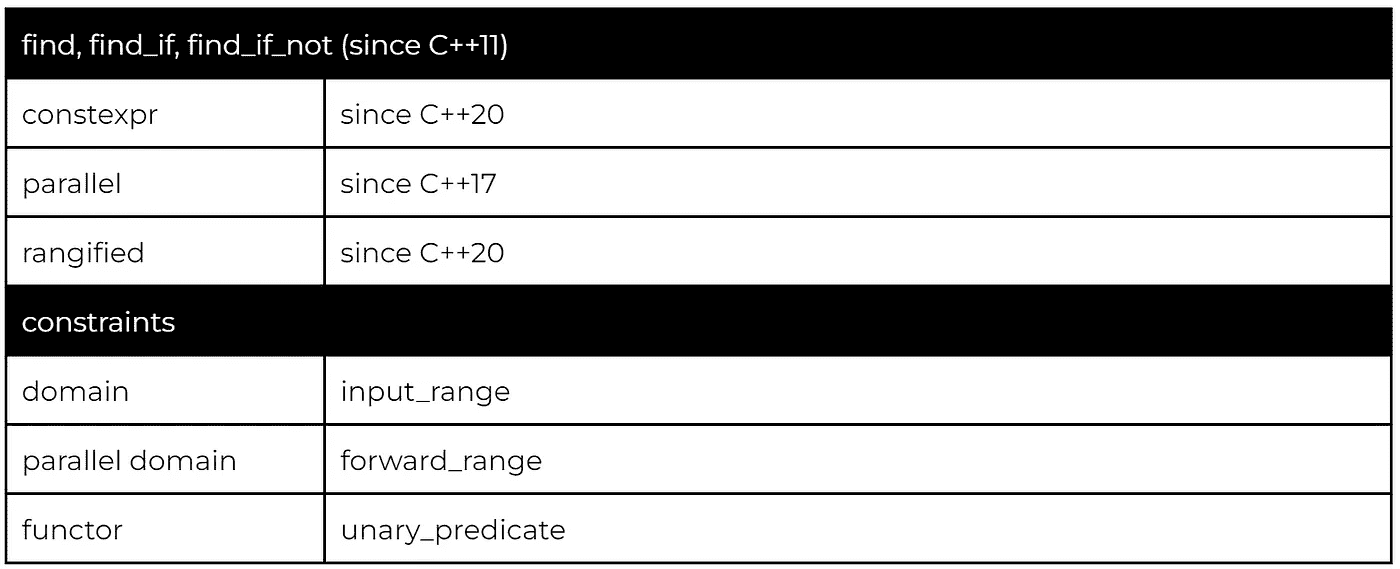 find, find_if, find_if_not (since C++11)
constexpr since C++20
parallel since C++17
rangified since C++20
constraints
domain input_range
parallel domain forward_range
functor unary_predicate